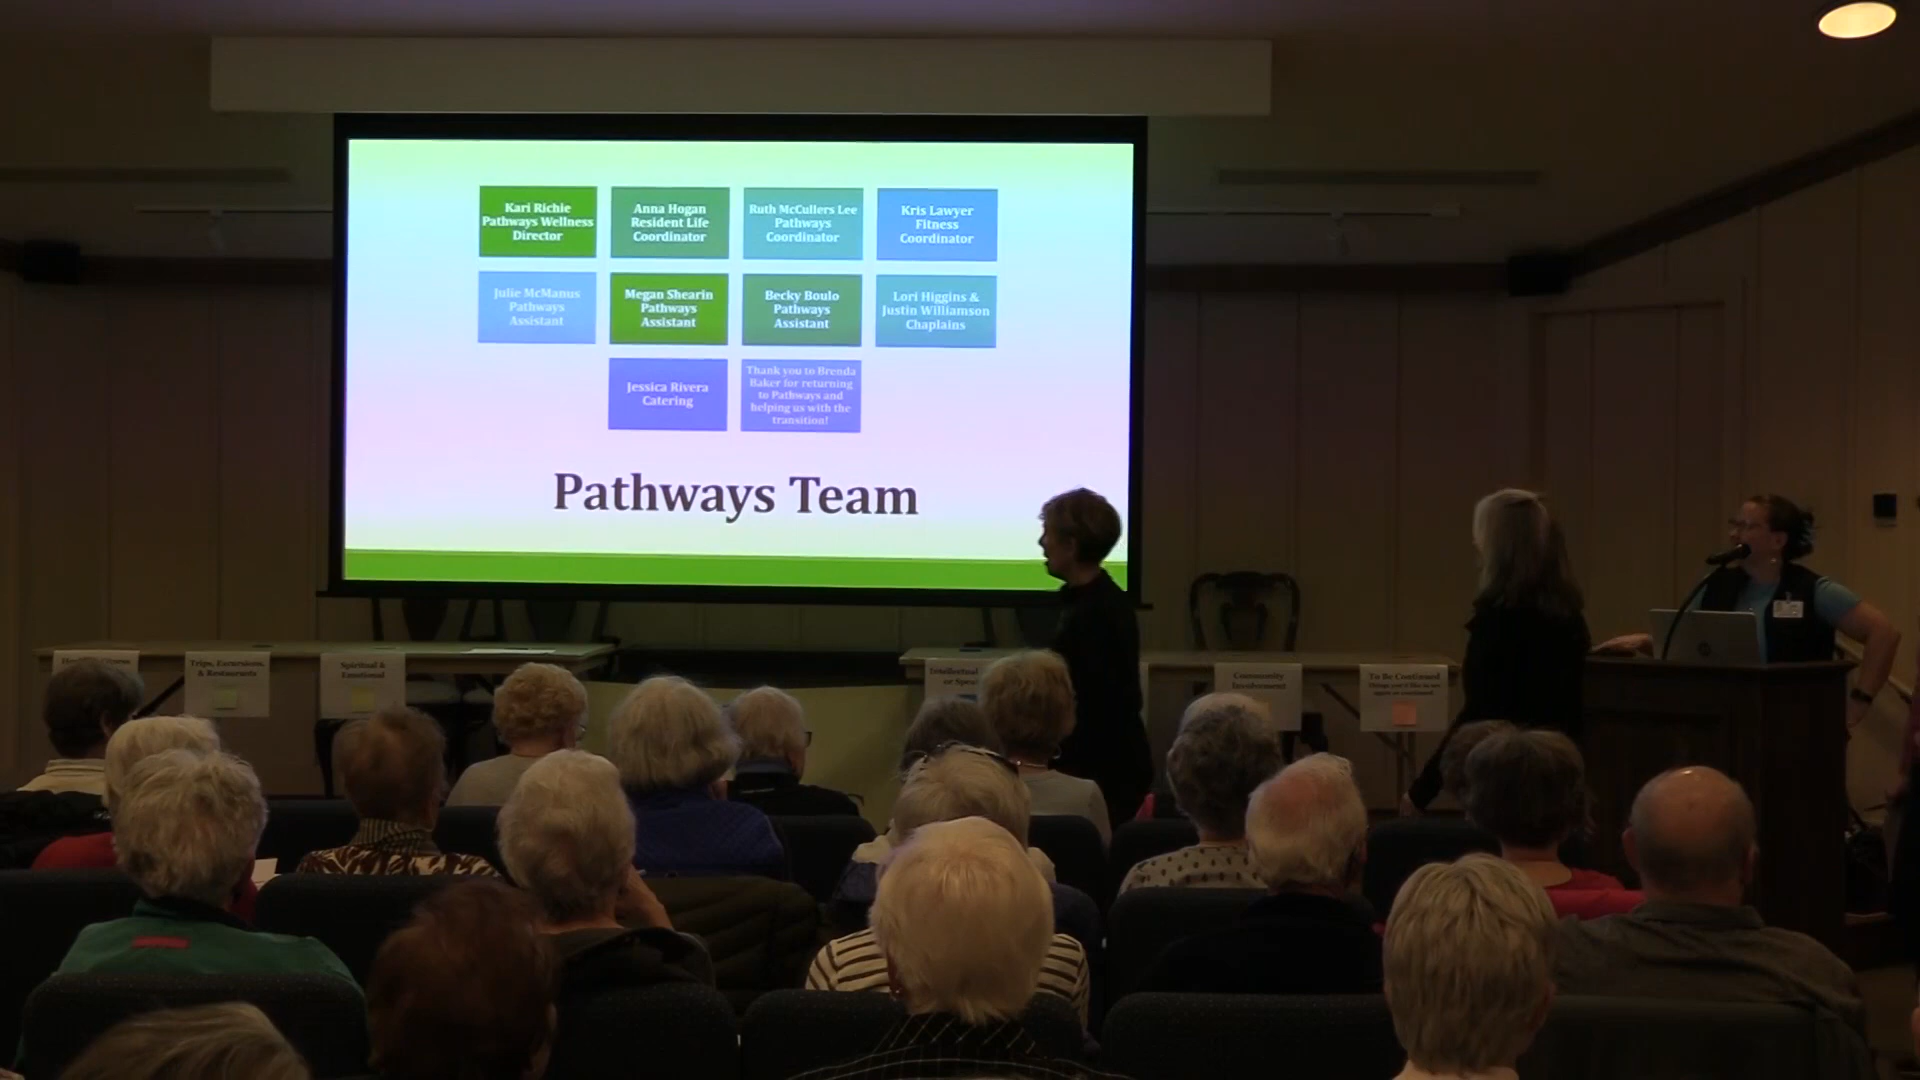 Kari Richie
Pathways Wellness
Director
Anna Hogan
Resident Life
Coordinator
Ruth McCullers Lee
Pathways
Coordinator
Kris Lawyer
Fitness
Coordinator
Julie McManus
Pathways
Assistant
Megan Shearin
Pathways
Assistant
Becky Boulo
Pathways
Assistant
Lori Higgins &
Justin Williamson
Chaplains
Jessica Rivera
Catering
Thank you to Brenda
Baker for returning
to Pathways and
helping us with the
transition!
Pathways Team
Trips, Excursions,
& Restaurants
Spiritual &
Emotional
Intellectual
Community
Involvement
To Be Continued